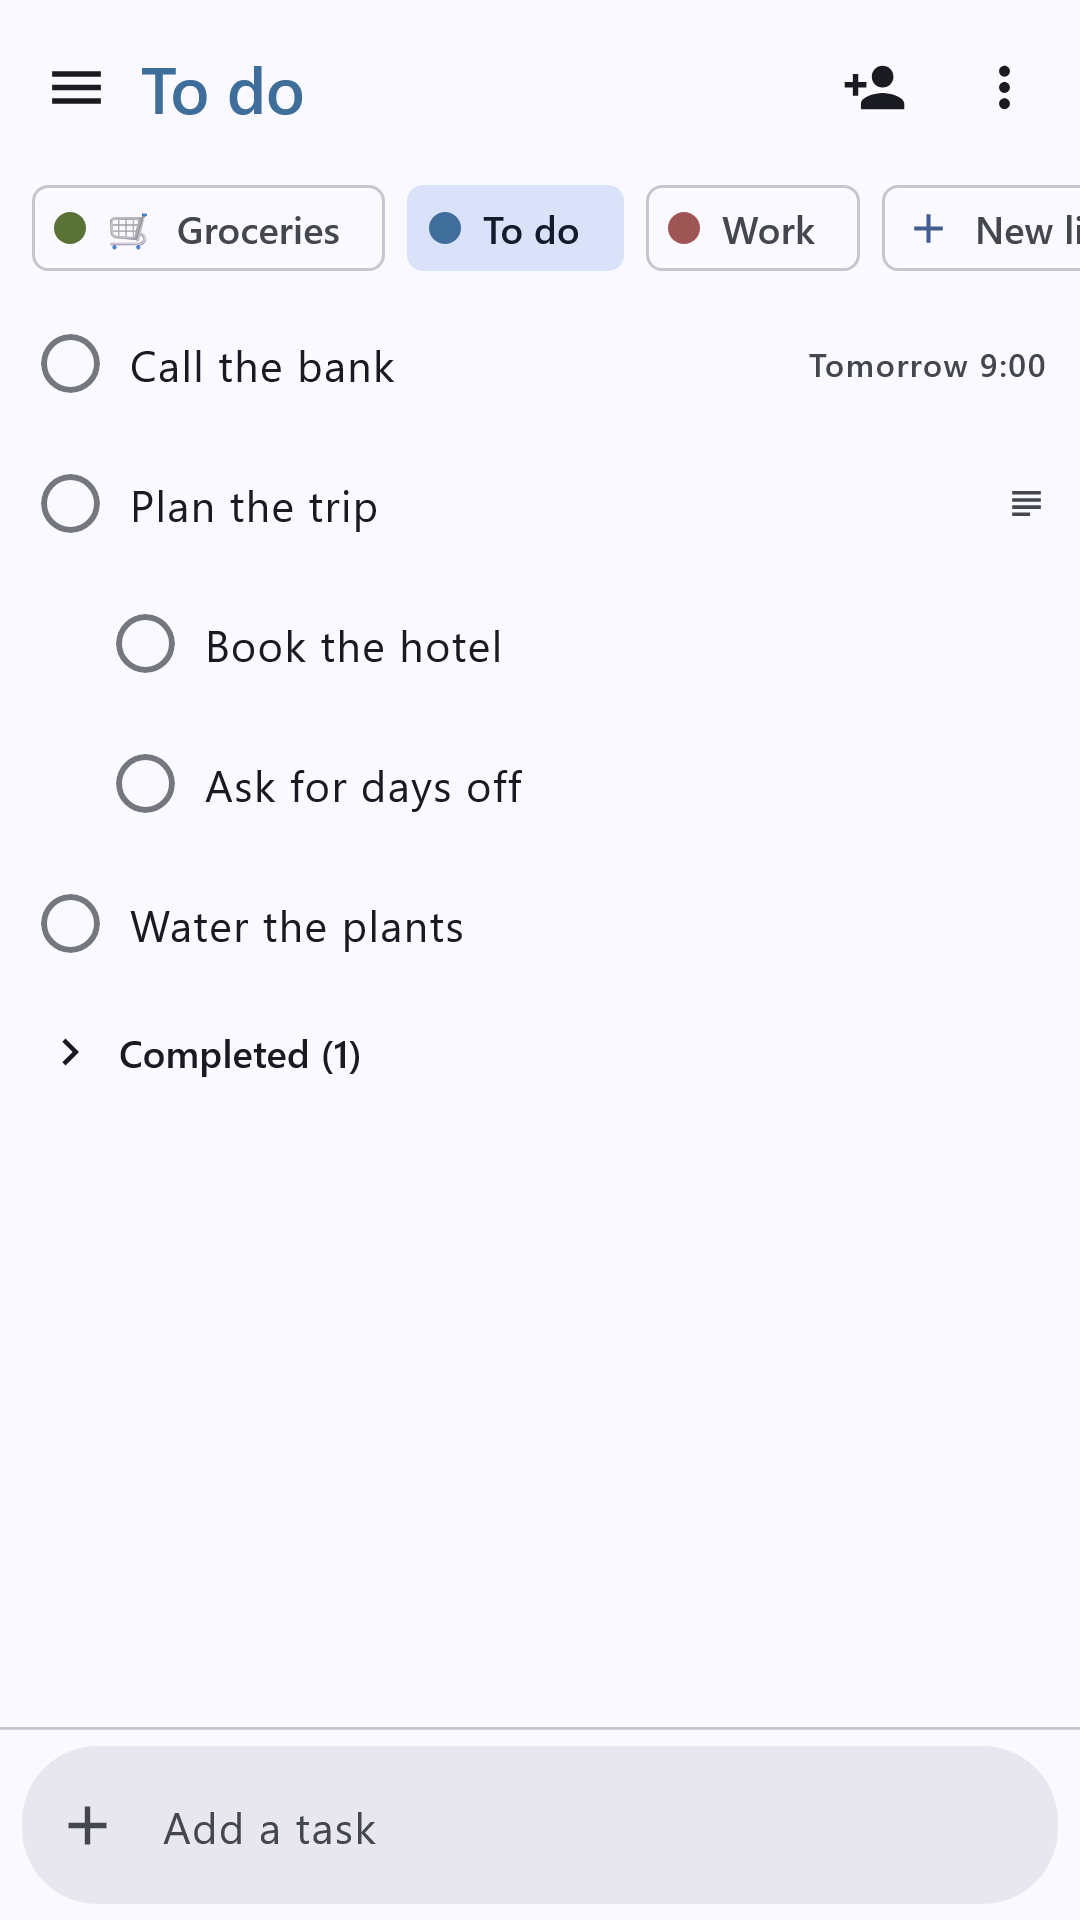 To do
Groceries
To do
Work
New li
Call the bank
Tomorrow 9:00
Plan the trip
Book the hotel
Ask for days off
Water the plants
Completed (1)
Add a task